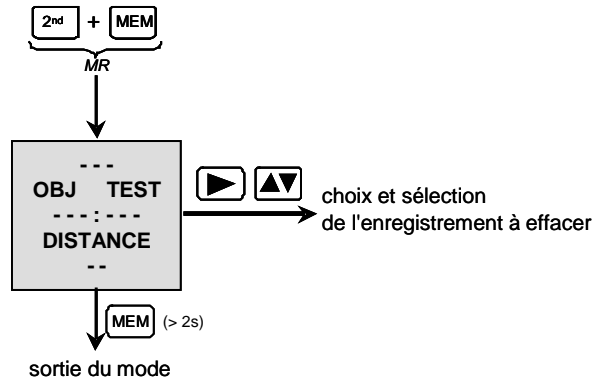 2nd + MEM
MR
- - -
OBJ TEST
- - - : - - -
DISTANCE
- -
choix et sélection
de l'enregistrement à effacer
MEM (> 2s)
sortie du mode